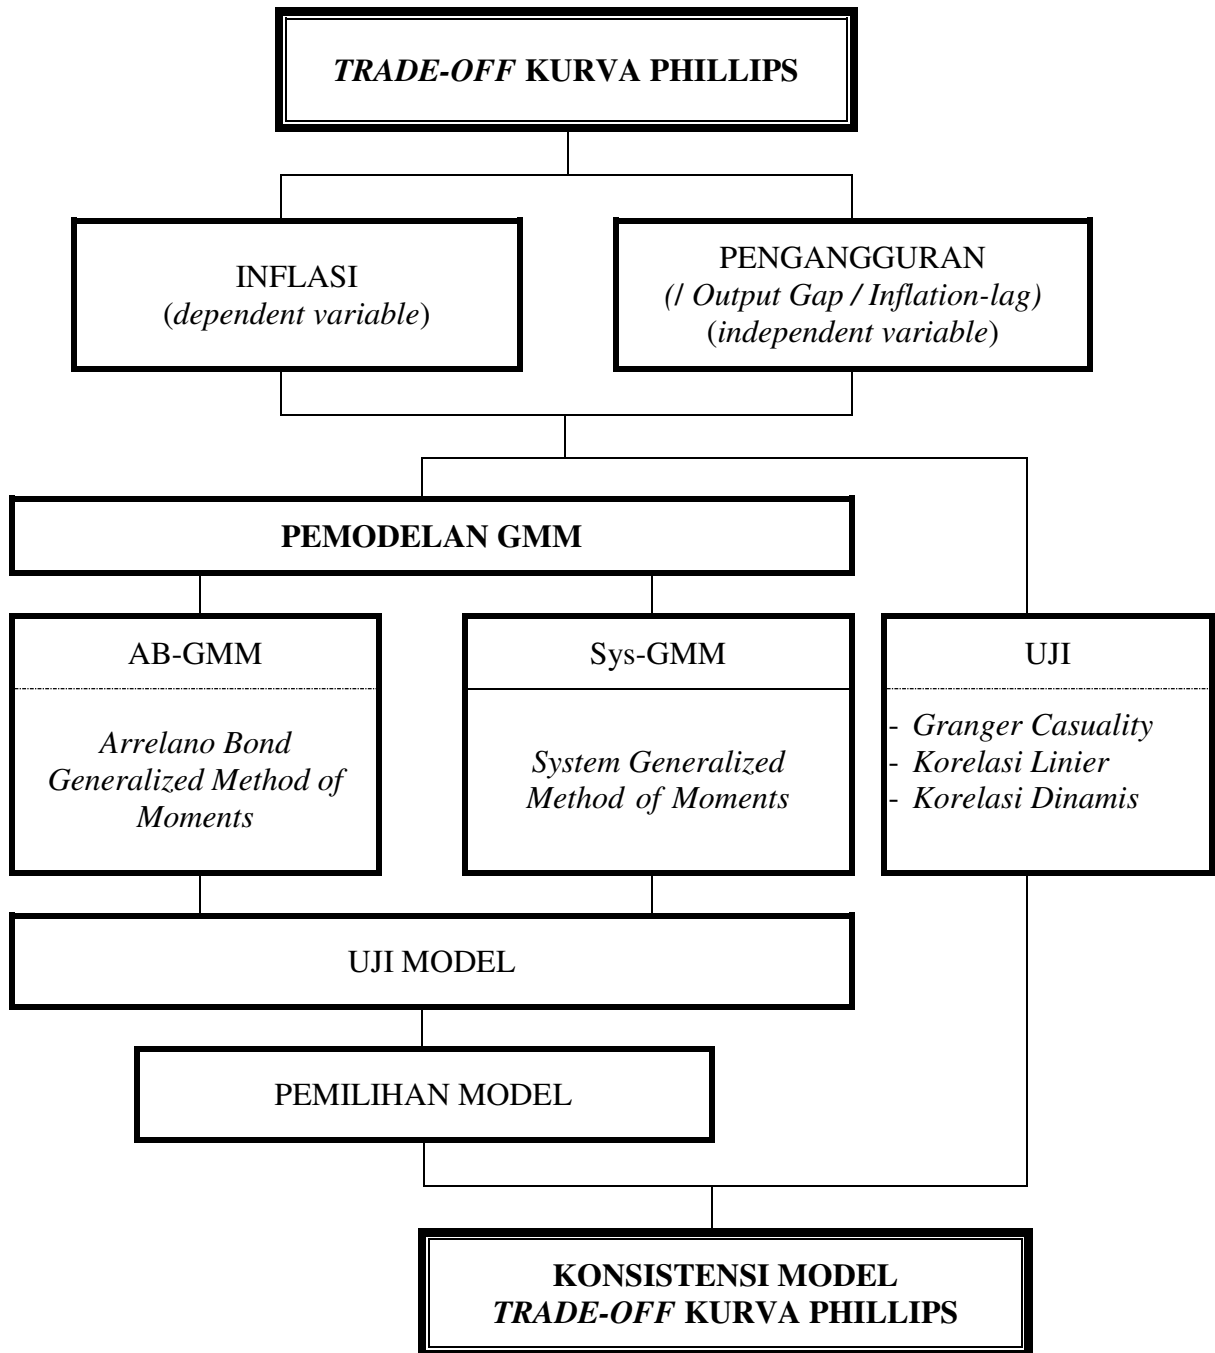 TRADE-OFF KURVA PHILLIPS
INFLASI
(dependent variable)
PENGANGGURAN
(/ Output Gap / Inflation-lag)
(independent variable)
PEMODELAN GMM
AB-GMM
Arrelano Bond
Generalized Method of
Moments
Sys-GMM
System Generalized
Method of Moments
UJI
- Granger Casuality
- Korelasi Linier
- Korelasi Dinamis
UJI MODEL
PEMILIHAN MODEL
KONSISTENSI MODEL
TRADE-OFF KURVA PHILLIPS